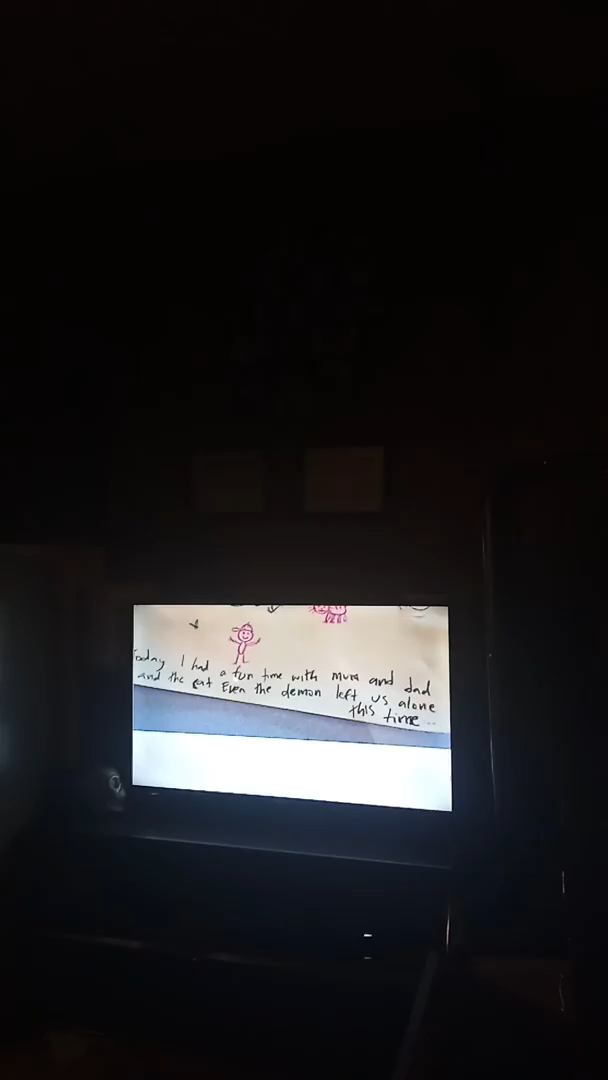 Today I had a fun time with mum and dad
and the cat Even the demon left us alone
this time...